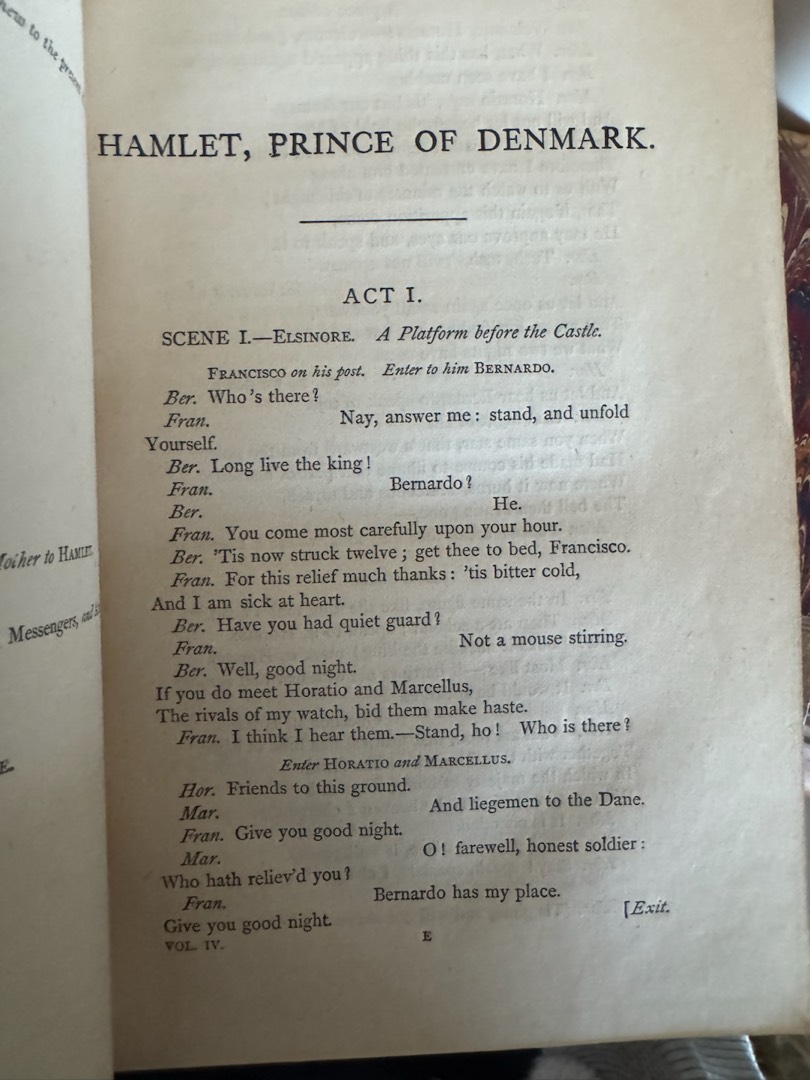 new to the
Mother to HAMLET.
Messengers, and
E.
HAMLET, PRINCE OF DENMARK.
ACT I.
SCENE I.—ELSINORE. A Platform before the Castle.
FRANCISCO on his post. Enter to him BERNARDO.
Ber. Who's there?
Fran. Nay, answer me: stand, and unfold
Yourself.
Ber. Long live the king!
Fran. Bernardo?
Ber. He.
Fran. You come most carefully upon your hour.
Ber. 'Tis now struck twelve; get thee to bed, Francisco.
Fran. For this relief much thanks: 'tis bitter cold,
And I am sick at heart.
Ber. Have you had quiet guard?
Fran. Not a mouse stirring.
Ber. Well, good night.
If you do meet Horatio and Marcellus,
The rivals of my watch, bid them make haste.
Fran. I think I hear them.—Stand, ho! Who is there?
Enter HORATIO and MARCELLUS.
Hor. Friends to this ground.
Mar. And liegemen to the Dane.
Fran. Give you good night.
Mar. O! farewell, honest soldier:
Who hath reliev'd you?
Fran. Bernardo has my place.
Give you good night. [Exit.
VOL. IV. E